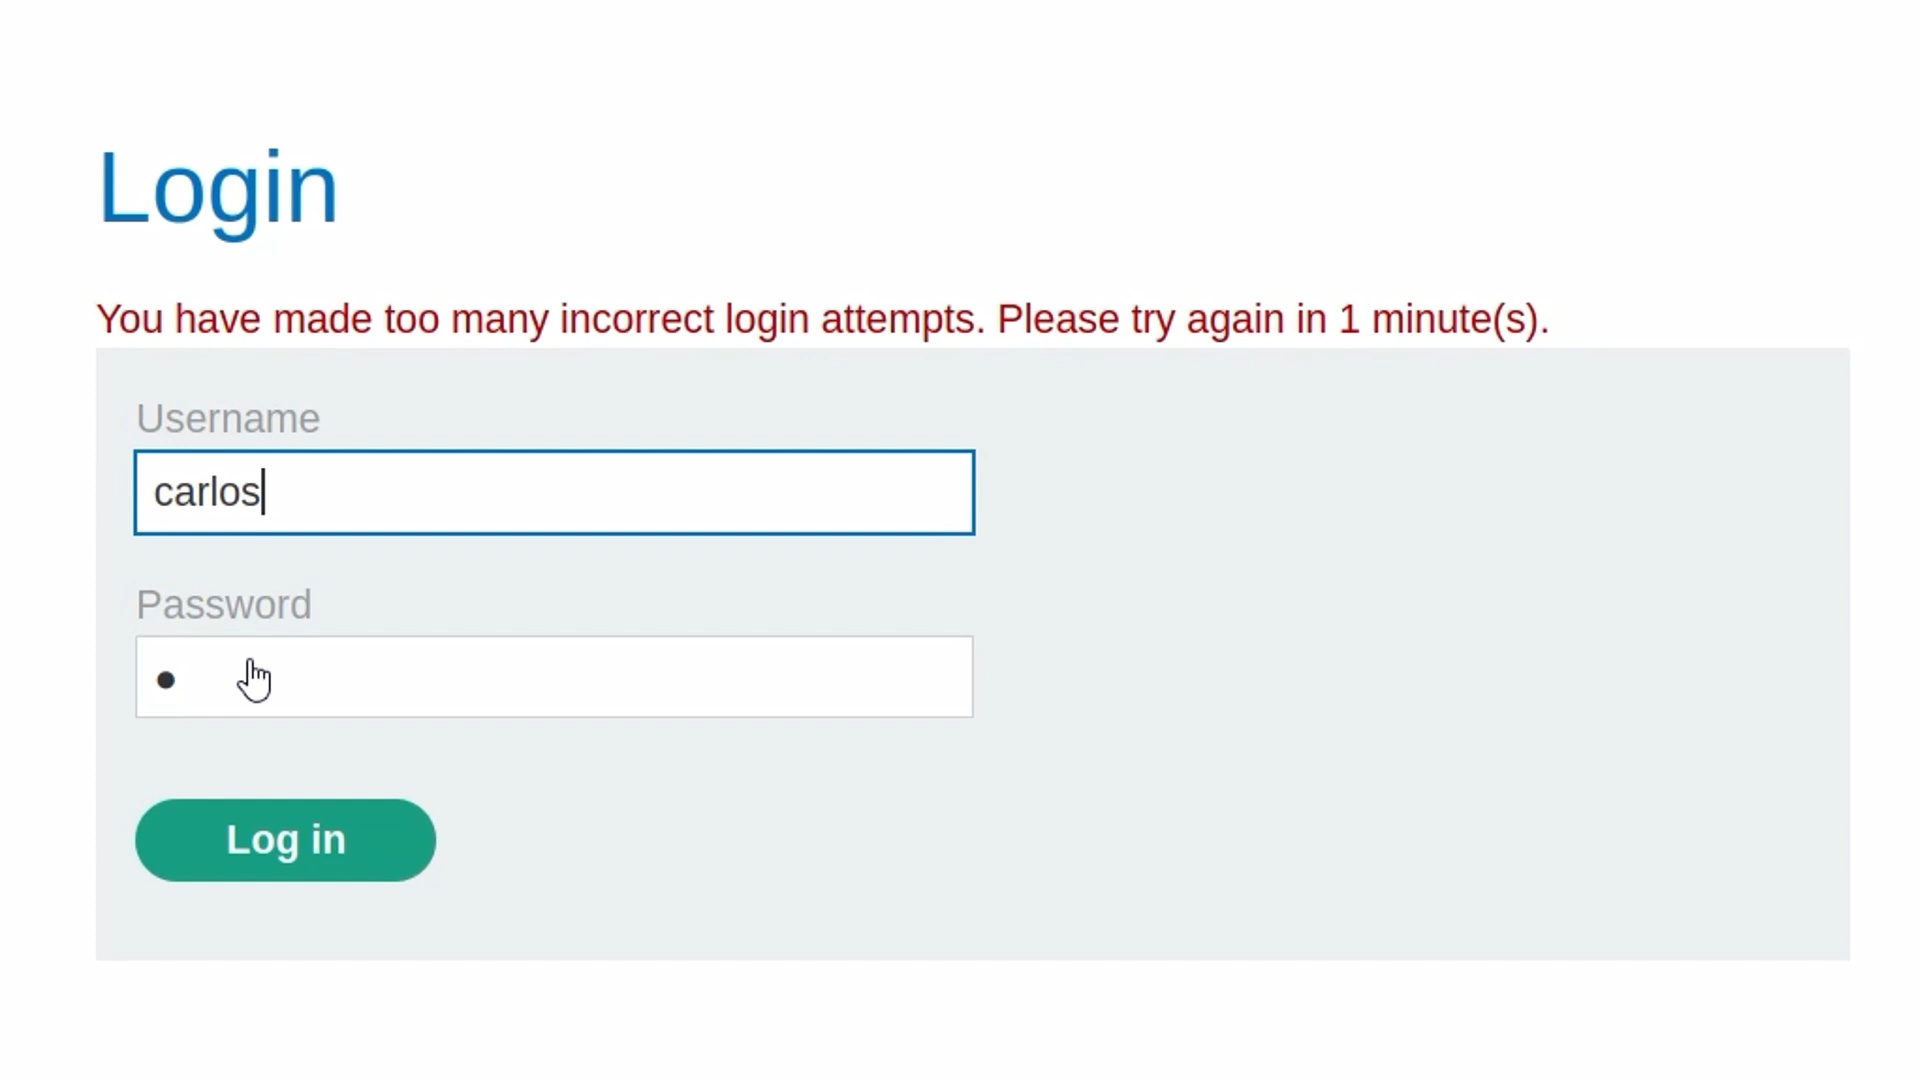 Login
You have made too many incorrect login attempts. Please try again in 1 minute(s).
Username
carlos
Password
Log in